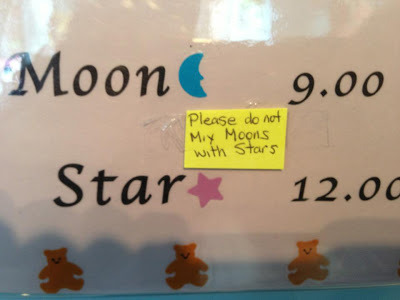 Moon 9.00
Please do not
Mix Moons
with Stars
Star 12.00